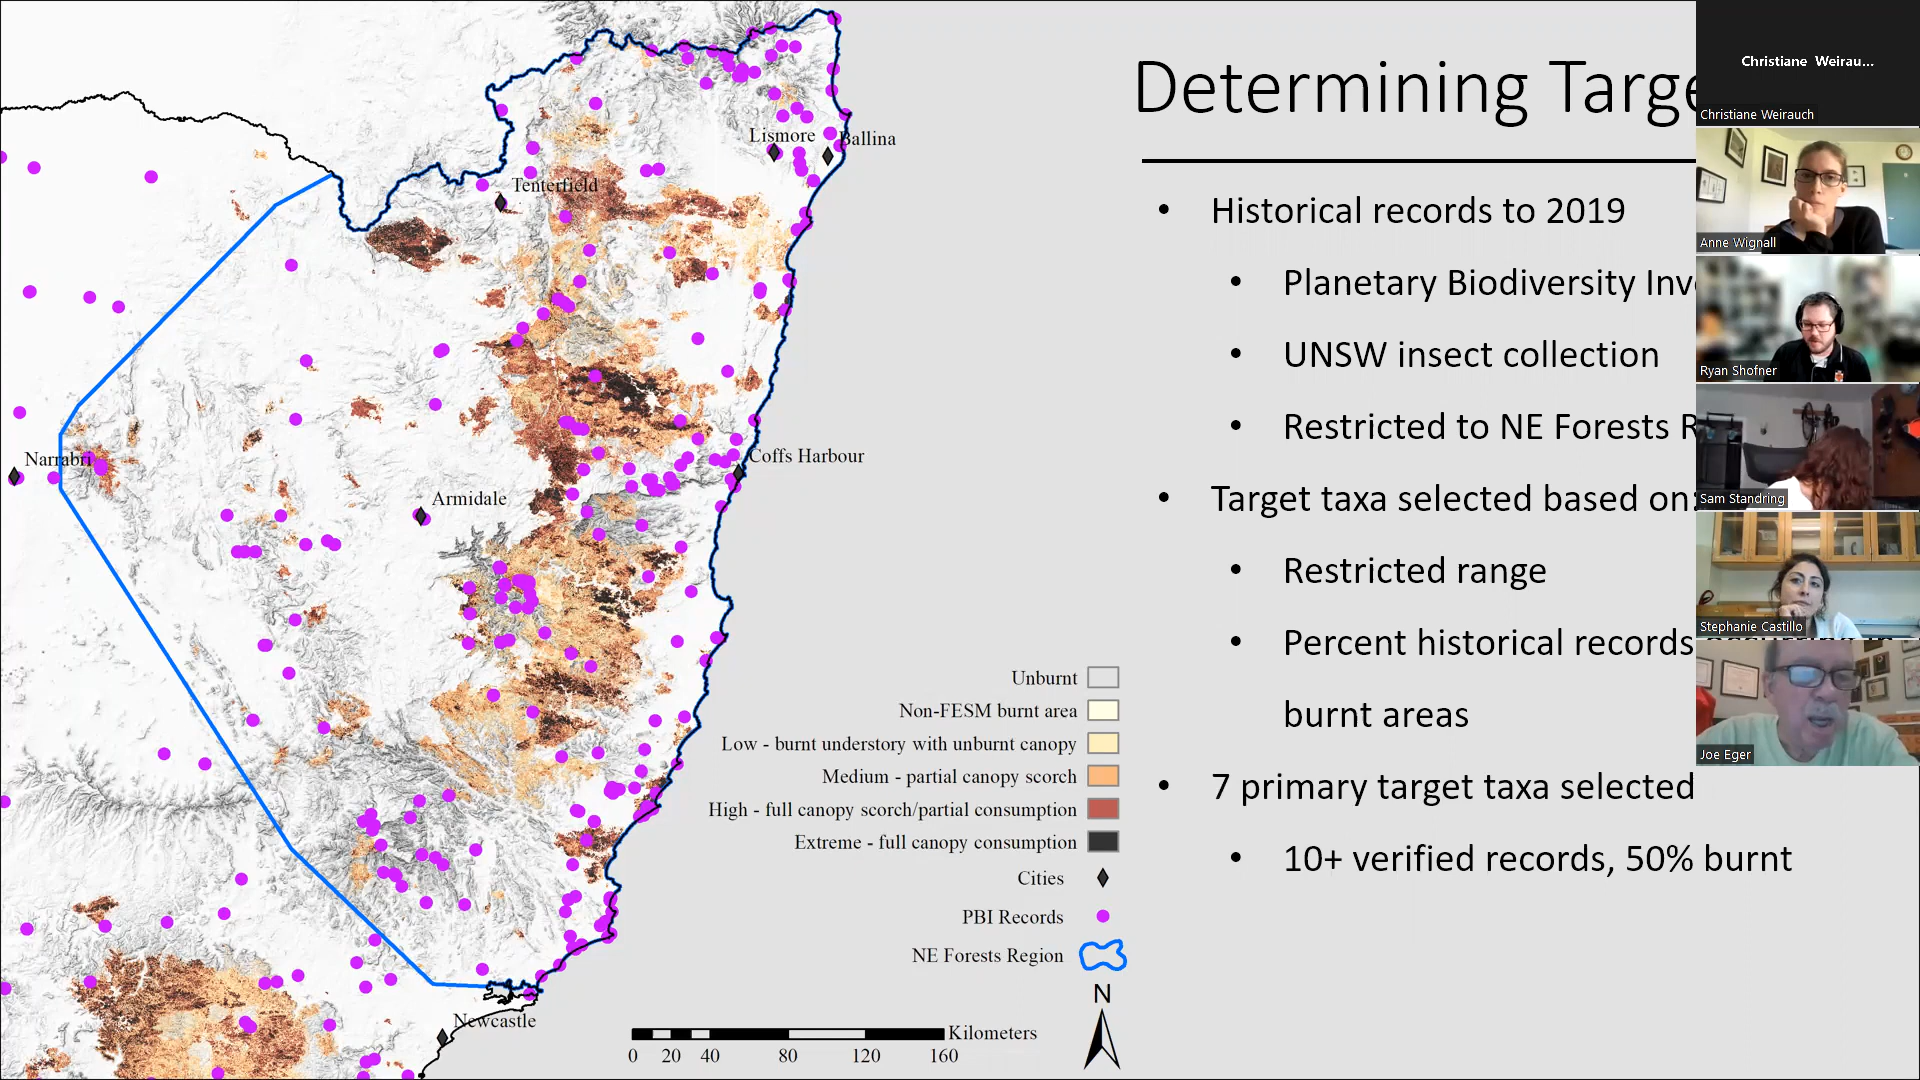 Lismore
Ballina
Tenterfield
Narrabri
Coffs Harbour
Armidale
Newcastle
Unburnt
Non-FESM burnt area
Low - burnt understory with unburnt canopy
Medium - partial canopy scorch
High - full canopy scorch/partial consumption
Extreme - full canopy consumption
Cities
PBI Records
NE Forests Region
N
Kilometers
0 20 40 80 120 160
Determining Targe
• Historical records to 2019
• Planetary Biodiversity Inv
• UNSW insect collection
• Restricted to NE Forests R
• Target taxa selected based on:
• Restricted range
• Percent historical records
burnt areas
• 7 primary target taxa selected
• 10+ verified records, 50% burnt
Christiane Weirau...
Christiane Weirauch
Anne Wignall
Ryan Shofner
Sam Standring
Stephanie Castillo
Joe Eger